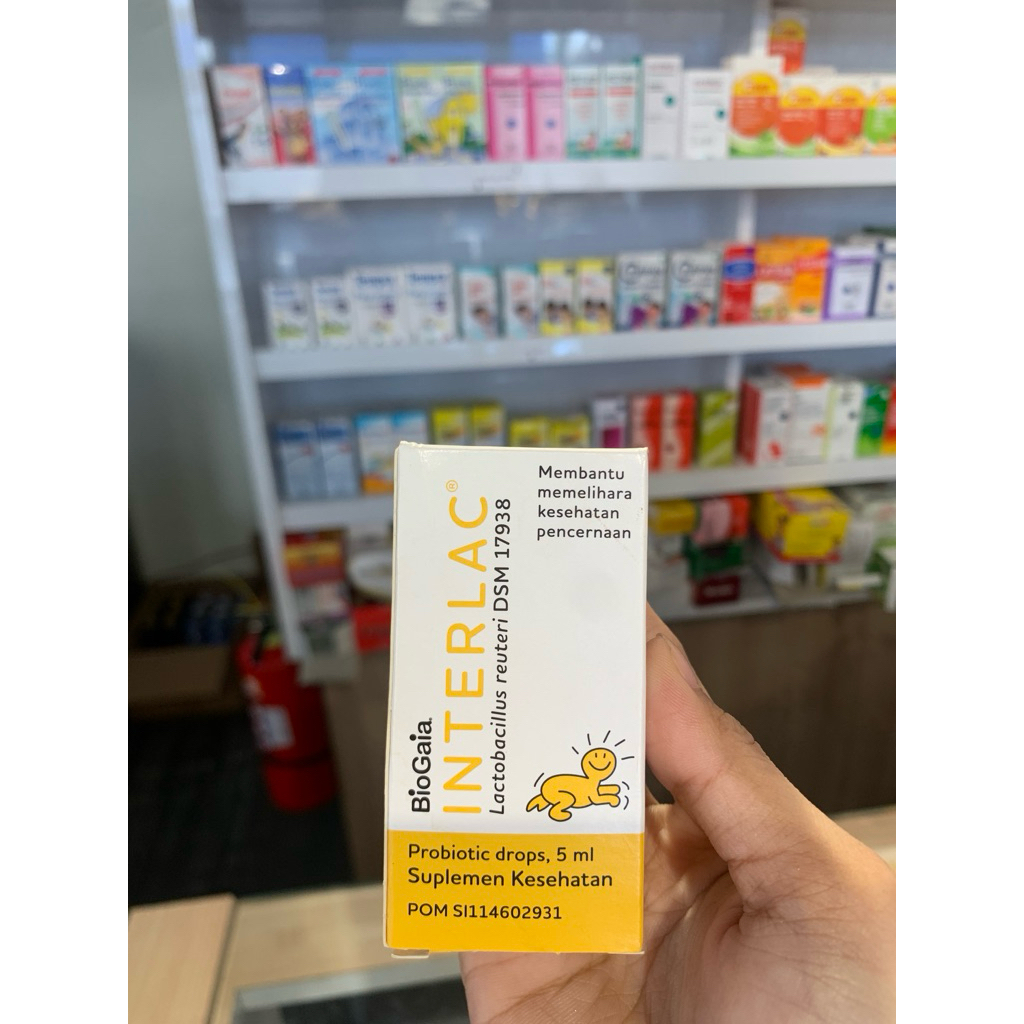 Membantu
memelihara
kesehatan
pencernaan
BioGaia
INTERLAC®
Lactobacillus reuteri DSM 17938
Probiotic drops, 5 ml
Suplemen Kesehatan
POM SI114602931